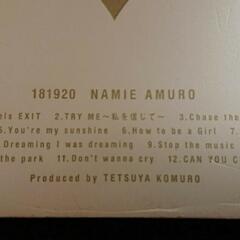 181920 NAMIE AMURO
els EXIT 2.TRY ME〜私を信じて〜 3.Chase the
5.You're my sunshine 6.How to be a Girl 7.
Dreaming I was dreaming 9.Stop the music
the park 11.Don't wanna cry 12.CAN YOU C
Produced by TETSUYA KOMURO